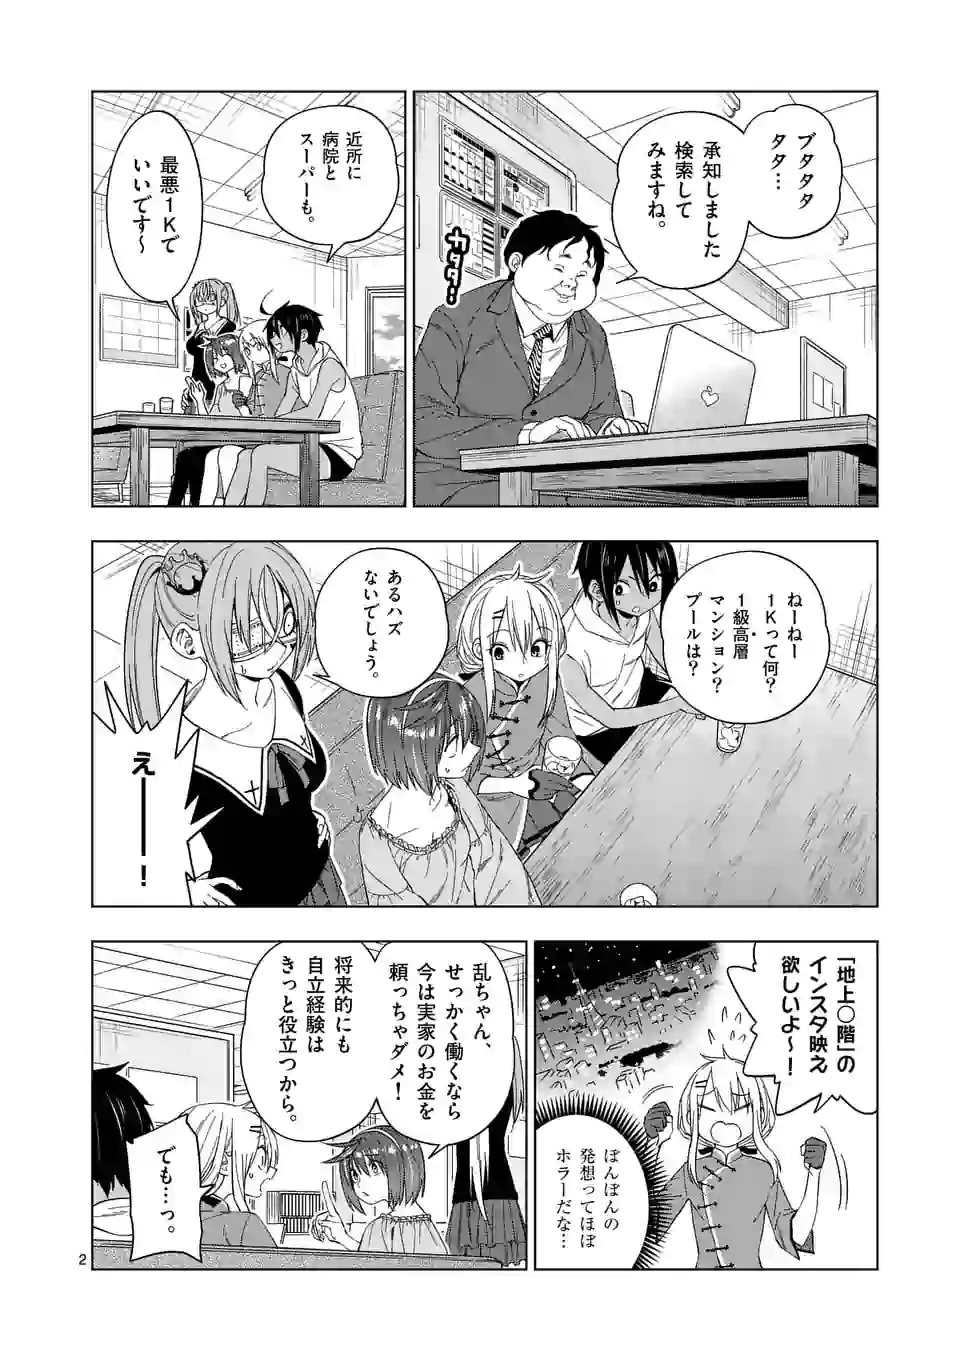 ブタタタ
タタ…
承知しました
検索して
みますね。
カタタ…
近所に
病院と
スーパーも。
最悪１Ｋで
いいです〜
ねーねー
１Ｋって何？
１級高層
マンション？
プールは？
あるハズ
ないでしょう。
えーー！
「地上○階」の
インスタ映え
欲しいよ〜！
ぼんぼんの
発想ってほぼ
ホラーだな…
乱ちゃん、
せっかく働くなら
今は実家のお金を
頼っちゃダメ！
将来的にも
自立経験は
きっと役立つから。
でも…っ。
2